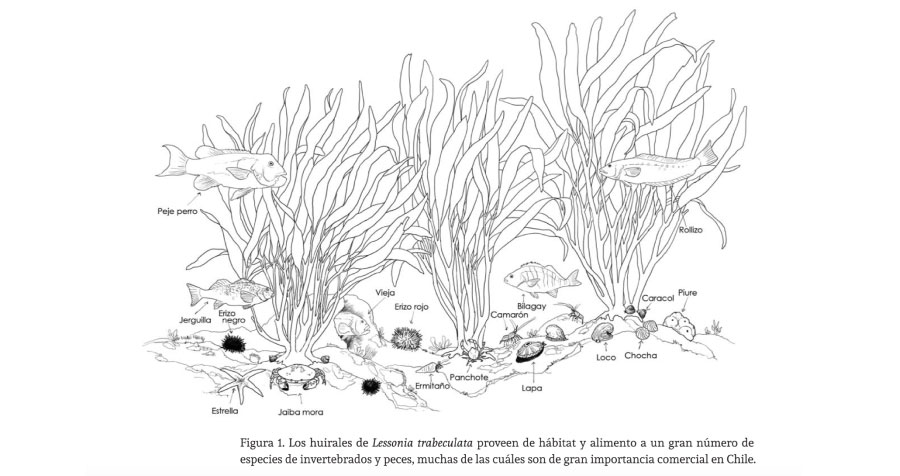 Peje perro
Rollizo
Jerguilla
Erizo
negro
Vieja
Erizo rojo
Bilagay
Camarón
Caracol
Piure
Loco
Chocha
Lapa
Panchote
Ermitaño
Estrella
Jaiba mora
Figura 1. Los huirales de Lessonia trabeculata proveen de hábitat y alimento a un gran número de
especies de invertebrados y peces, muchas de las cuáles son de gran importancia comercial en Chile.